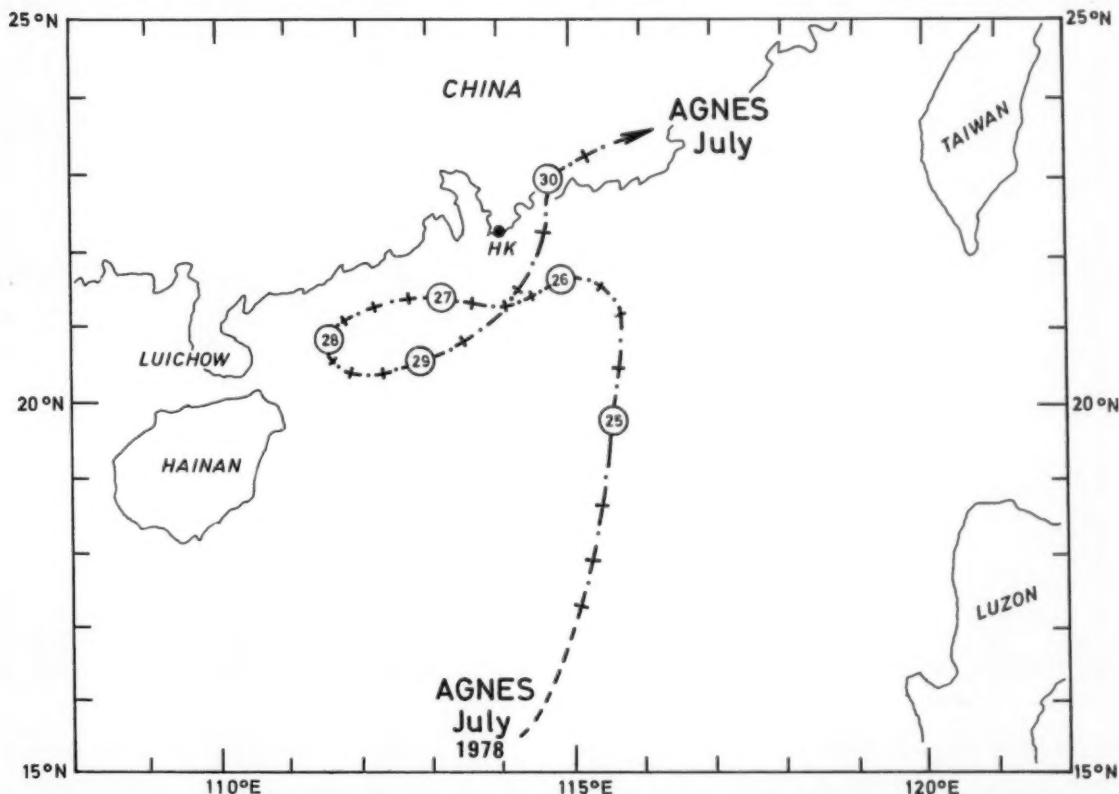 25°N
25°N
CHINA
AGNES
July
TAIWAN
30
HK
26
27
28
29
LUICHOW
20°N
20°N
25
HAINAN
LUZON
AGNES
July
1978
15°N
15°N
110°E
115°E
120°E